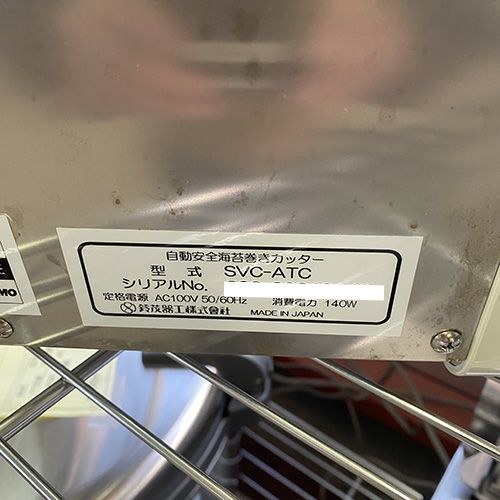 自動安全海苔巻きカッター
型 式 SVC-ATC
シリアルNo.
定格電源 AC100V 50/60Hz 消費電力 140W
鈴茂器工株式会社 MADE IN JAPAN
MO